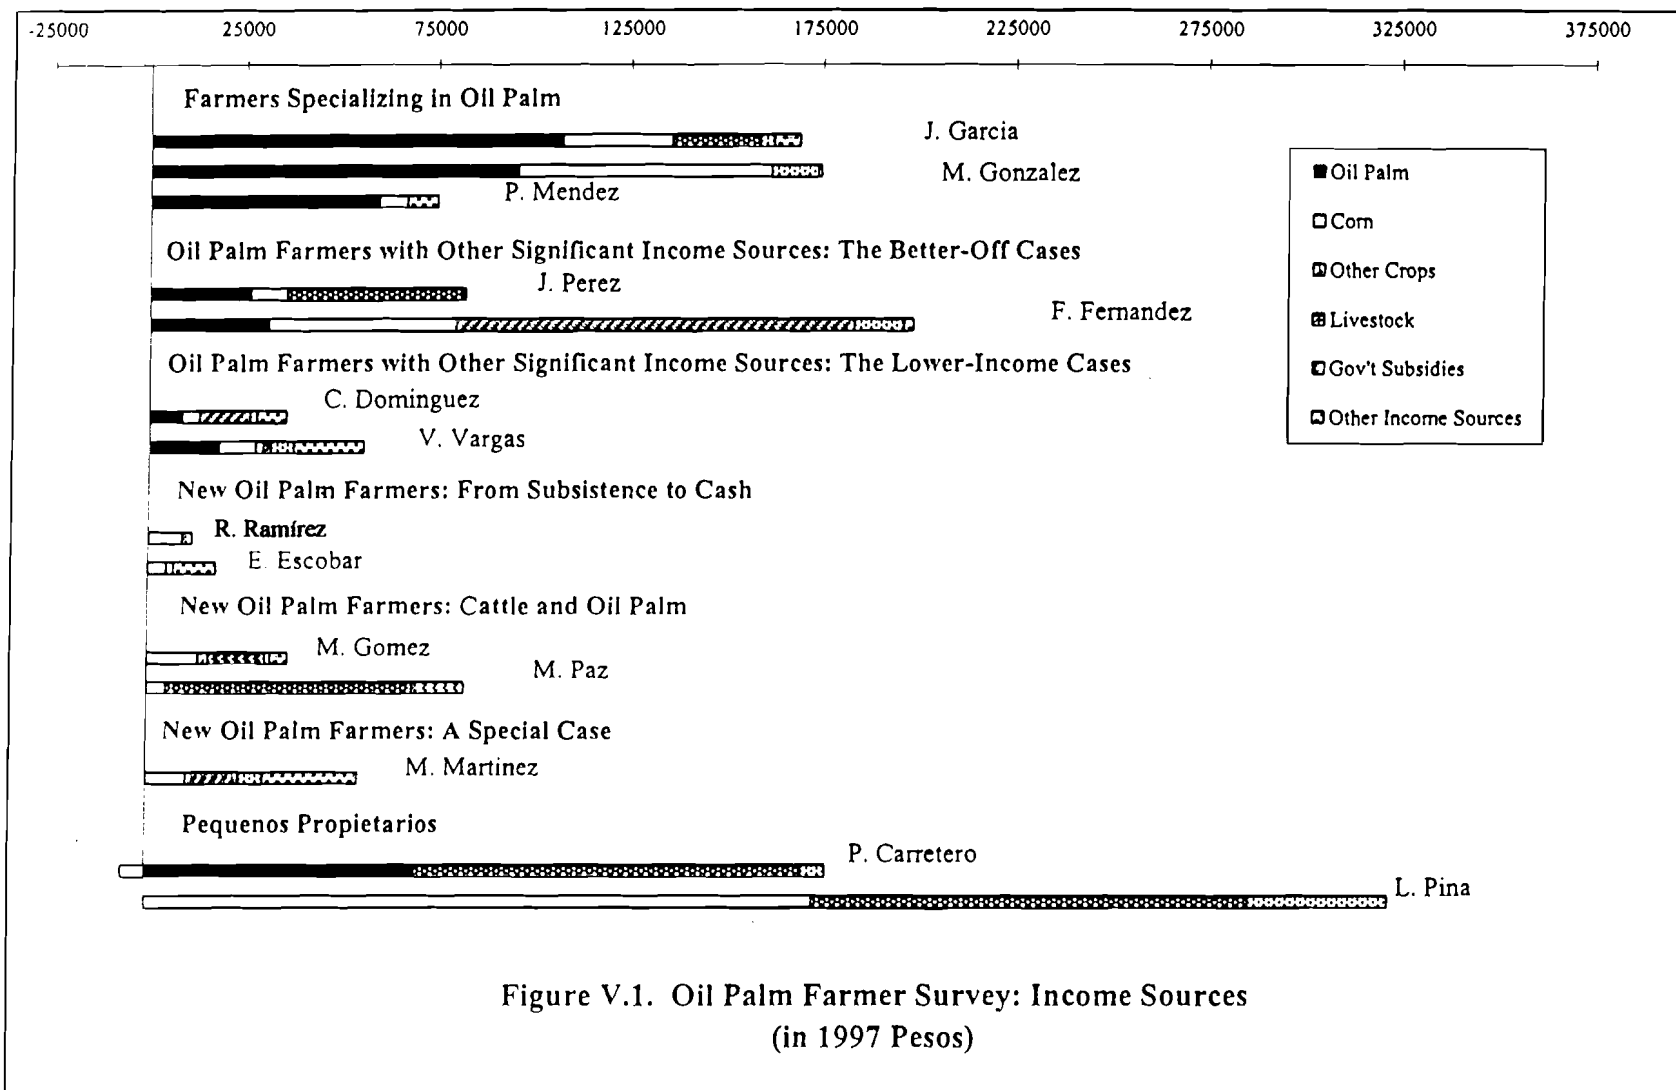 -25000 25000 75000 125000 175000 225000 275000 325000 375000
Farmers Specializing in Oil Palm
J. Garcia
M. Gonzalez
P. Mendez
Oil Palm Farmers with Other Significant Income Sources: The Better-Off Cases
J. Perez
F. Fernandez
Oil Palm Farmers with Other Significant Income Sources: The Lower-Income Cases
C. Dominguez
V. Vargas
New Oil Palm Farmers: From Subsistence to Cash
R. Ramírez
E. Escobar
New Oil Palm Farmers: Cattle and Oil Palm
M. Gomez
M. Paz
New Oil Palm Farmers: A Special Case
M. Martinez
Pequenos Propietarios
P. Carretero
L. Pina
Oil Palm
Corn
Other Crops
Livestock
Gov't Subsidies
Other Income Sources
Figure V.1. Oil Palm Farmer Survey: Income Sources
(in 1997 Pesos)